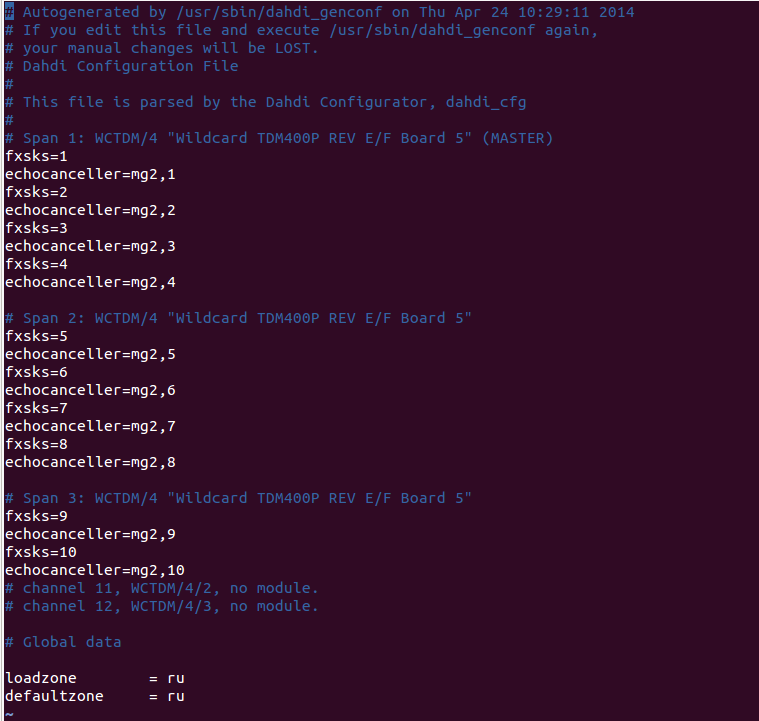 # Autogenerated by /usr/sbin/dahdi_genconf on Thu Apr 24 10:29:11 2014
# If you edit this file and execute /usr/sbin/dahdi_genconf again,
# your manual changes will be LOST.
# Dahdi Configuration File
#
# This file is parsed by the Dahdi Configurator, dahdi_cfg
#
# Span 1: WCTDM/4 "Wildcard TDM400P REV E/F Board 5" (MASTER)
fxsks=1
echocanceller=mg2,1
fxsks=2
echocanceller=mg2,2
fxsks=3
echocanceller=mg2,3
fxsks=4
echocanceller=mg2,4

# Span 2: WCTDM/4 "Wildcard TDM400P REV E/F Board 5"
fxsks=5
echocanceller=mg2,5
fxsks=6
echocanceller=mg2,6
fxsks=7
echocanceller=mg2,7
fxsks=8
echocanceller=mg2,8

# Span 3: WCTDM/4 "Wildcard TDM400P REV E/F Board 5"
fxsks=9
echocanceller=mg2,9
fxsks=10
echocanceller=mg2,10
# channel 11, WCTDM/4/2, no module.
# channel 12, WCTDM/4/3, no module.

# Global data

loadzone        = ru
defaultzone     = ru
~